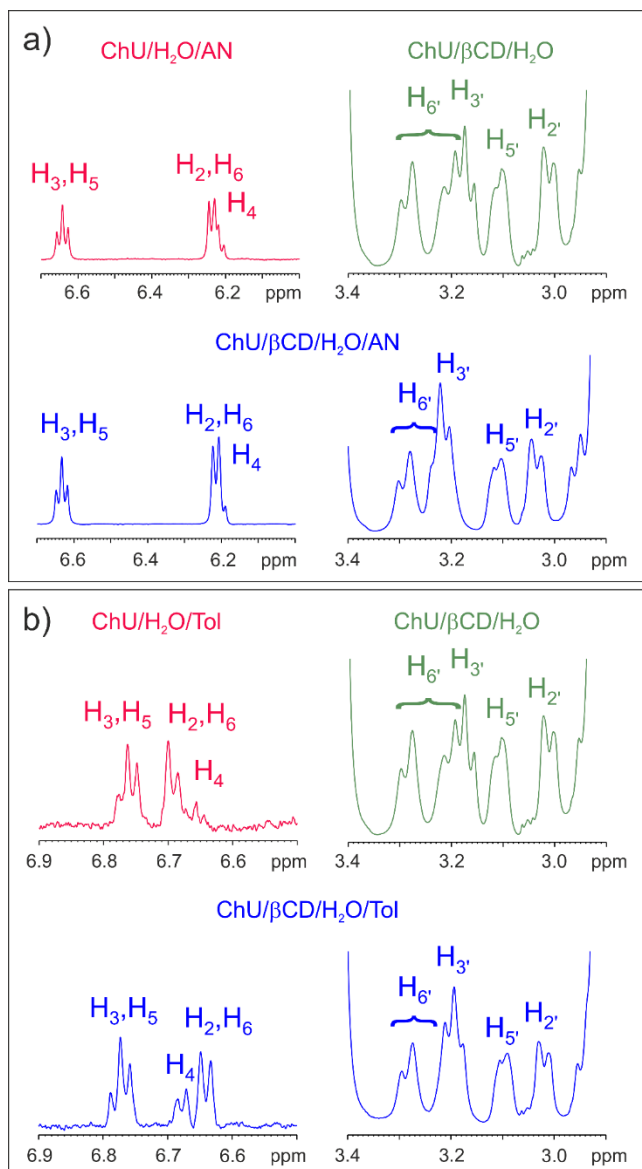 a)
ChU/H₂O/AN
ChU/βCD/H₂O
H₃,H₅
H₂,H₆
H₄
H₆'
H₃'
H₅'
H₂'
6.6 6.4 6.2 ppm
3.4 3.2 3.0 ppm
ChU/βCD/H₂O/AN
H₃,H₅
H₂,H₆
H₄
H₆'
H₃'
H₅'
H₂'
6.6 6.4 6.2 ppm
3.4 3.2 3.0 ppm
b)
ChU/H₂O/Tol
ChU/βCD/H₂O
H₃,H₅
H₂,H₆
H₄
H₆'
H₃'
H₅'
H₂'
6.9 6.8 6.7 6.6 ppm
3.4 3.2 3.0 ppm
ChU/βCD/H₂O/Tol
H₃,H₅
H₄
H₂,H₆
H₆'
H₃'
H₅'
H₂'
6.9 6.8 6.7 6.6 ppm
3.4 3.2 3.0 ppm